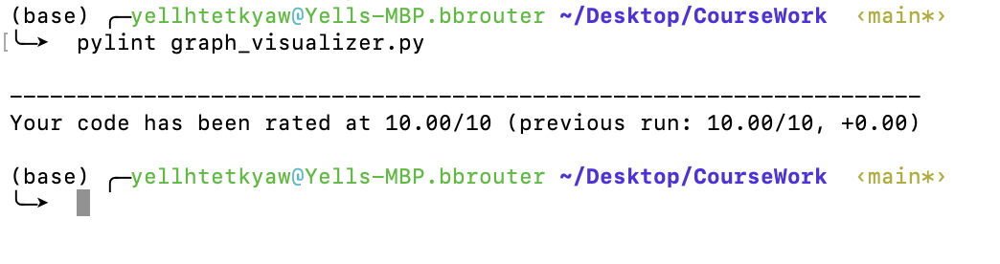 (base) ╭─yellhtetkyaw@Yells-MBP.bbrouter ~/Desktop/CourseWork ‹main*›
[╰─➤ pylint graph_visualizer.py
--------------------------------------------------------------------
Your code has been rated at 10.00/10 (previous run: 10.00/10, +0.00)
(base) ╭─yellhtetkyaw@Yells-MBP.bbrouter ~/Desktop/CourseWork ‹main*›
╰─➤